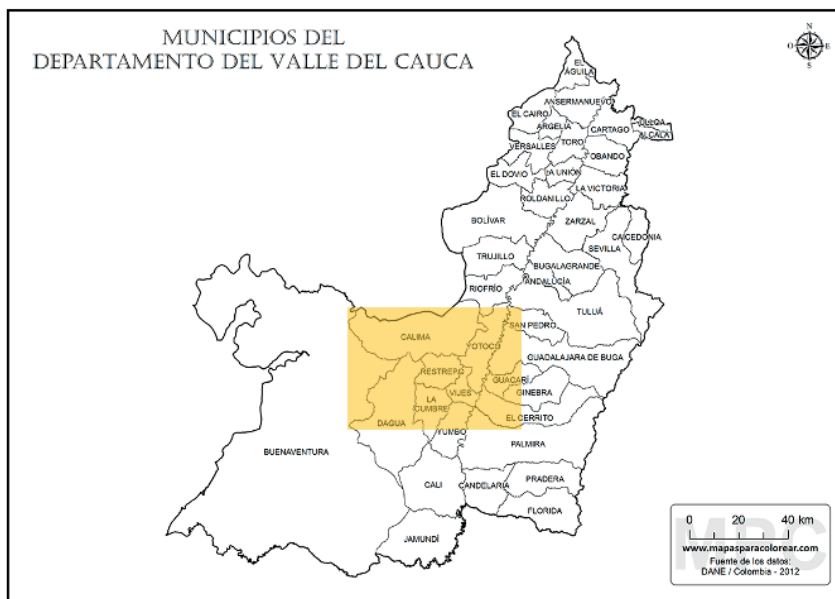 MUNICIPIOS DEL
DEPARTAMENTO DEL VALLE DEL CAUCA
N
O
E
S
EL
ÁGUILA
ANSERMANUEVO
EL CAIRO
ARGELIA
CARTAGO
ALCALÁ
VERSALLES
TORO
OBANDO
EL DOVIO
LA UNIÓN
LA VICTORIA
ROLDANILLO
BOLÍVAR
ZARZAL
CAICEDONIA
SEVILLA
TRUJILLO
BUGALAGRANDE
ANDALUCÍA
RIOFRÍO
TULUÁ
SAN PEDRO
CALIMA
YOTOCO
GUADALAJARA DE BUGA
RESTREPO
GUACARÍ
VIJES
GINEBRA
LA
CUMBRE
EL CERRITO
DAGUA
YUMBO
PALMIRA
BUENAVENTURA
CALI
CANDELARIA
PRADERA
FLORIDA
JAMUNDÍ
0 20 40 km
MPC
www.mapasparacolorear.com
Fuente de los datos:
DANE / Colombia - 2012